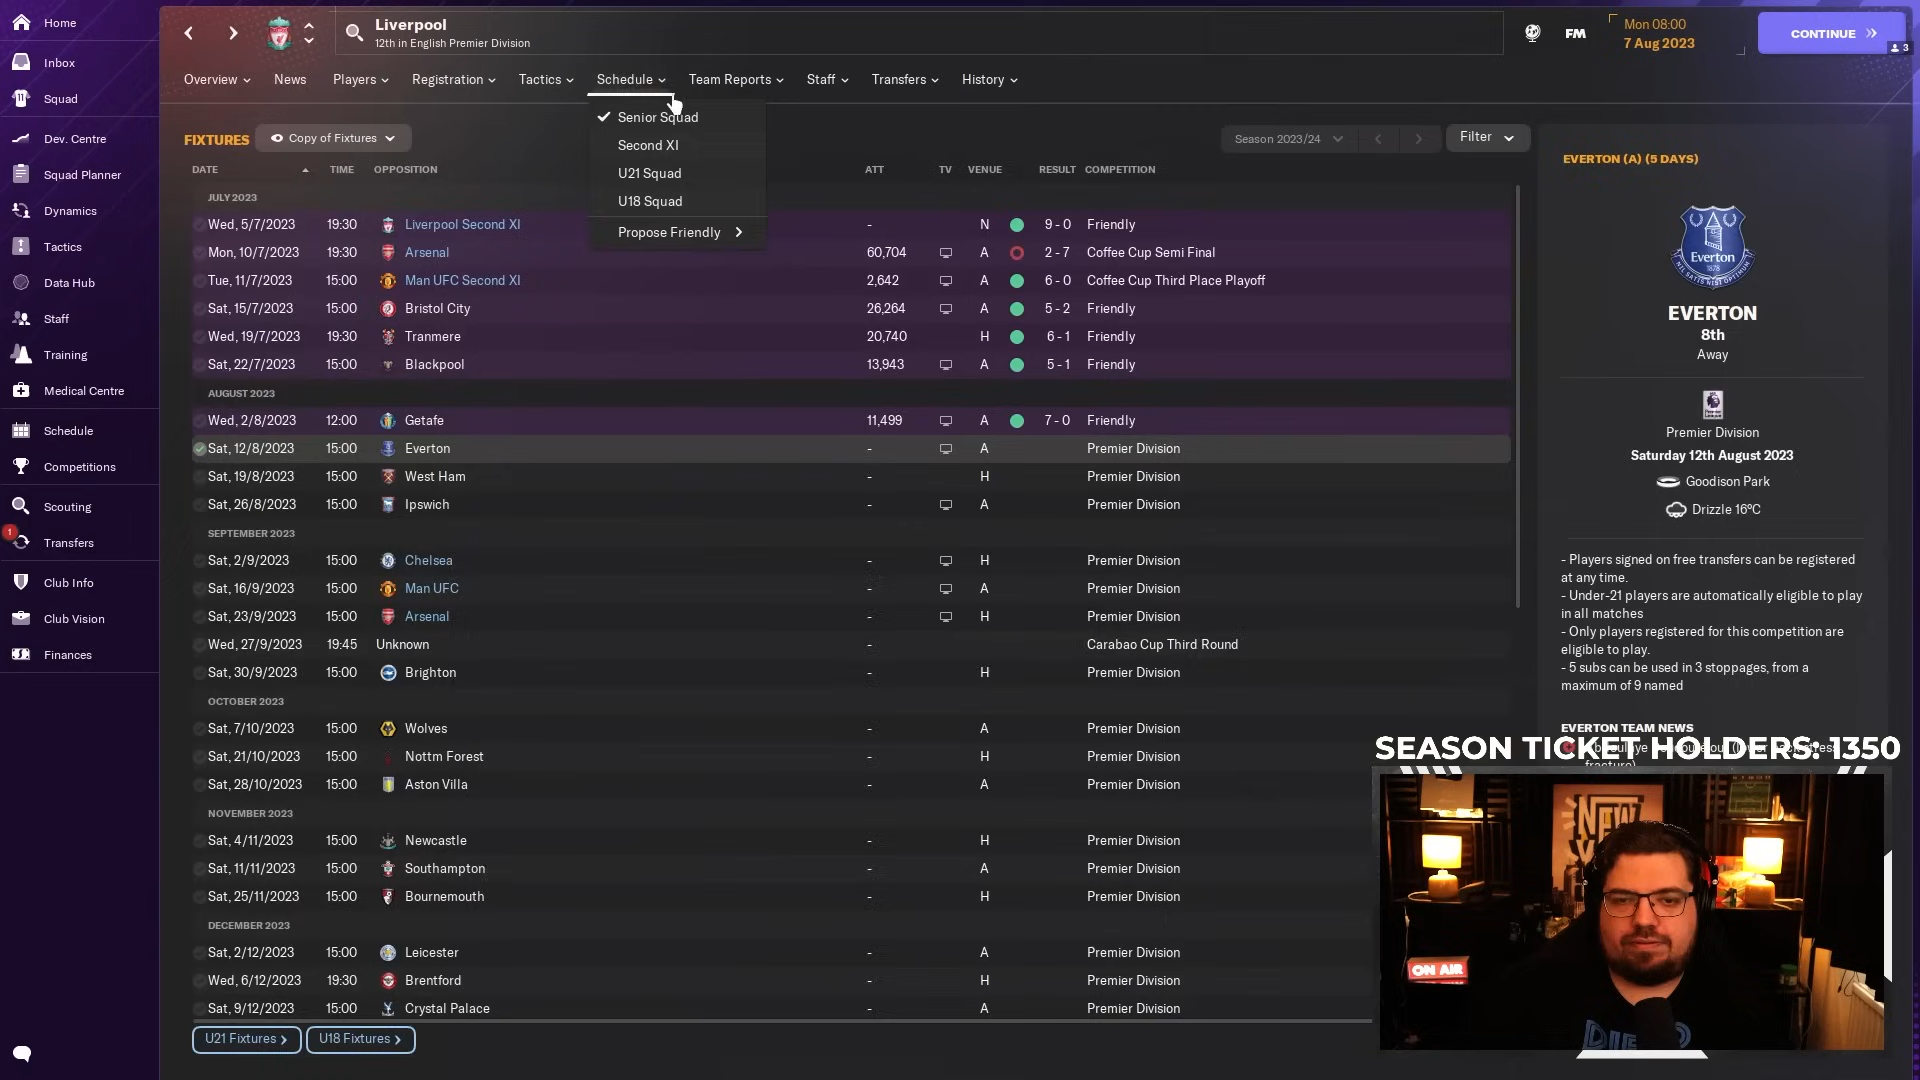 Home
Inbox
Squad
Dev. Centre
Squad Planner
Dynamics
Tactics
Data Hub
Staff
Training
Medical Centre
Schedule
Competitions
Scouting
1
Transfers
Club Info
Club Vision
Finances
Liverpool
12th in English Premier Division
FM
Mon 08:00
7 Aug 2023
CONTINUE
3
Overview News Players Registration Tactics Schedule Team Reports Staff Transfers History
Senior Squad
Second XI
U21 Squad
U18 Squad
Propose Friendly
FIXTURES Copy of Fixtures Season 2023/24 Filter
DATE TIME OPPOSITION ATT TV VENUE RESULT COMPETITION
JULY 2023
Wed, 5/7/2023 19:30 Liverpool Second XI - N 9 - 0 Friendly
Mon, 10/7/2023 19:30 Arsenal 60,704 A 2 - 7 Coffee Cup Semi Final
Tue, 11/7/2023 15:00 Man UFC Second XI 2,642 A 6 - 0 Coffee Cup Third Place Playoff
Sat, 15/7/2023 15:00 Bristol City 26,264 A 5 - 2 Friendly
Wed, 19/7/2023 19:30 Tranmere 20,740 H 6 - 1 Friendly
Sat, 22/7/2023 15:00 Blackpool 13,943 A 5 - 1 Friendly
AUGUST 2023
Wed, 2/8/2023 12:00 Getafe 11,499 A 7 - 0 Friendly
Sat, 12/8/2023 15:00 Everton - A Premier Division
Sat, 19/8/2023 15:00 West Ham - H Premier Division
Sat, 26/8/2023 15:00 Ipswich - A Premier Division
SEPTEMBER 2023
Sat, 2/9/2023 15:00 Chelsea - H Premier Division
Sat, 16/9/2023 15:00 Man UFC - A Premier Division
Sat, 23/9/2023 15:00 Arsenal - H Premier Division
Wed, 27/9/2023 19:45 Unknown - Carabao Cup Third Round
Sat, 30/9/2023 15:00 Brighton - H Premier Division
OCTOBER 2023
Sat, 7/10/2023 15:00 Wolves - A Premier Division
Sat, 21/10/2023 15:00 Nottm Forest - H Premier Division
Sat, 28/10/2023 15:00 Aston Villa - A Premier Division
NOVEMBER 2023
Sat, 4/11/2023 15:00 Newcastle - H Premier Division
Sat, 11/11/2023 15:00 Southampton - A Premier Division
Sat, 25/11/2023 15:00 Bournemouth - H Premier Division
DECEMBER 2023
Sat, 2/12/2023 15:00 Leicester - A Premier Division
Wed, 6/12/2023 19:30 Brentford - H Premier Division
Sat, 9/12/2023 15:00 Crystal Palace - A Premier Division
U21 Fixtures U18 Fixtures
EVERTON (A) (5 DAYS)
Everton
1878
EVERTON
8th
Away
Premier Division
Saturday 12th August 2023
Goodison Park
Drizzle 16°C
- Players signed on free transfers can be registered
at any time.
- Under-21 players are automatically eligible to play
in all matches
- Only players registered for this competition are
eligible to play.
- 5 subs can be used in 3 stoppages, from a
maximum of 9 named
EVERTON TEAM NEWS
SEASON TICKET HOLDERS: 1350
fracture)
NEW
ON AIR